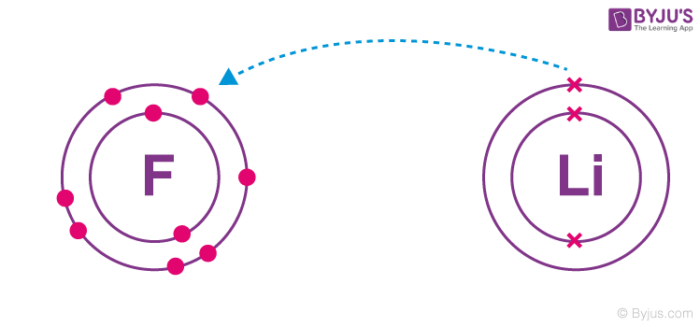 BYJU'S
The Learning App
F
Li
© Byjus.com